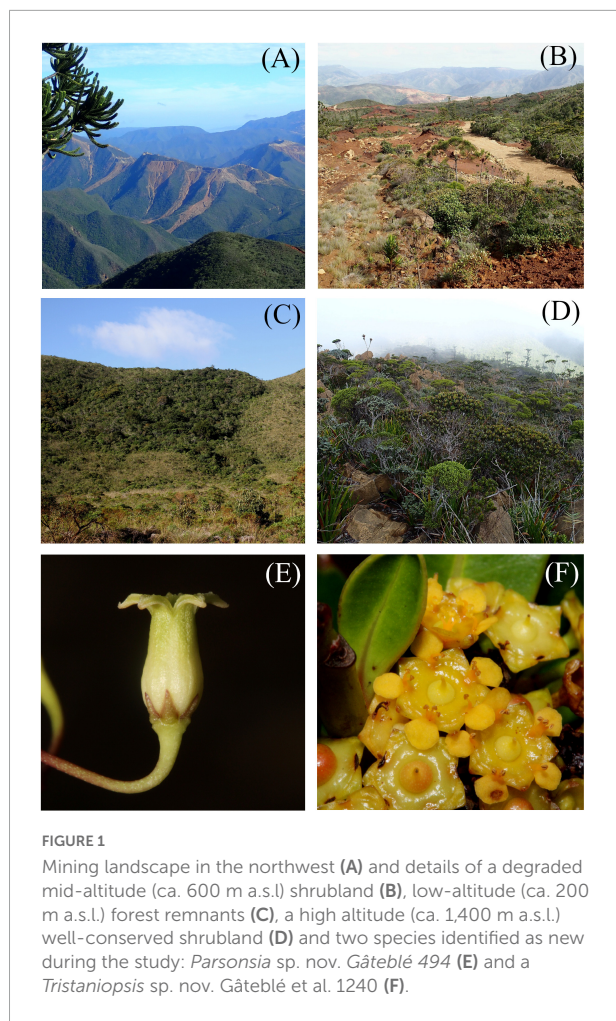 (A)
(B)
(C)
(D)
(E)
(F)
FIGURE 1
Mining landscape in the northwest (A) and details of a degraded
mid-altitude (ca. 600 m a.s.l) shrubland (B), low-altitude (ca. 200
m a.s.l.) forest remnants (C), a high altitude (ca. 1,400 m a.s.l.)
well-conserved shrubland (D) and two species identified as new
during the study: Parsonsia sp. nov. Gâteblé 494 (E) and a
Tristaniopsis sp. nov. Gâteblé et al. 1240 (F).